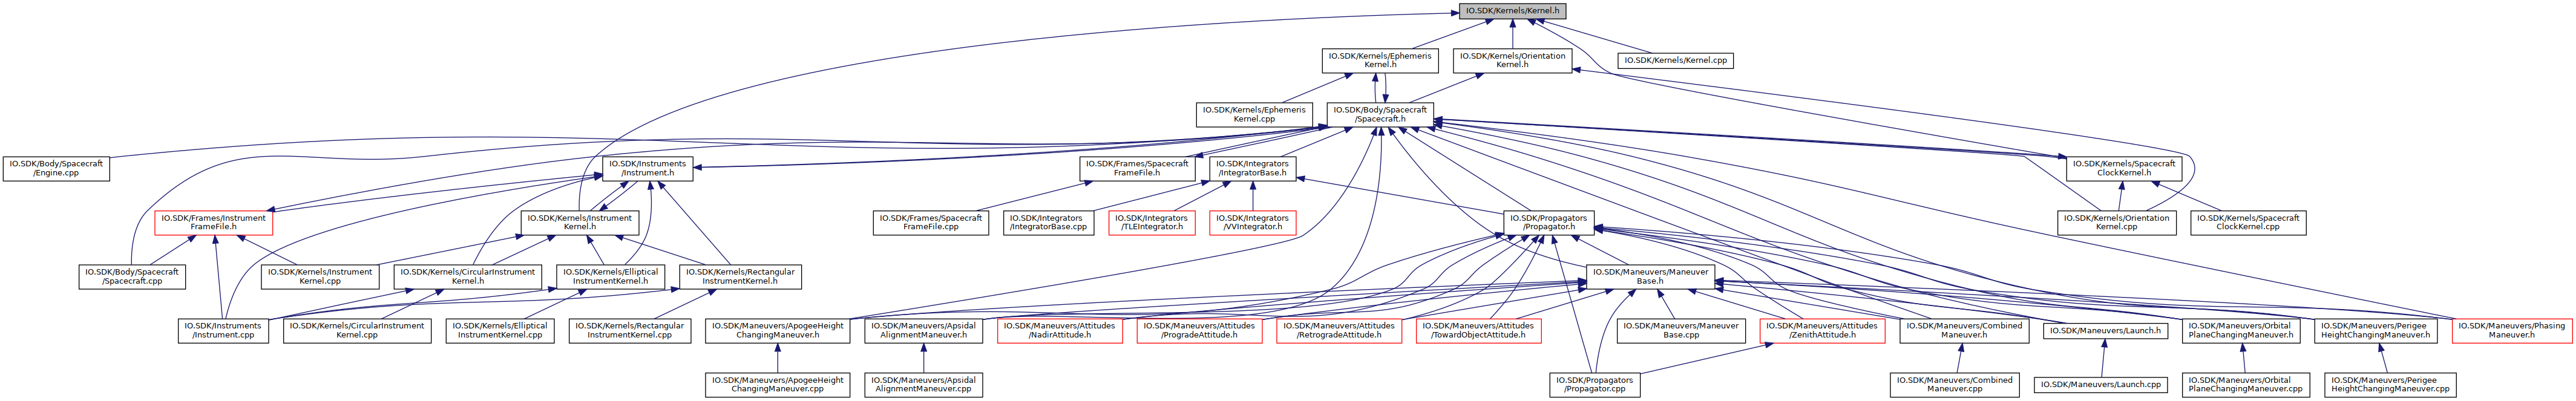 IO.SDK/Kernels/Kernel.h
IO.SDK/Kernels/Ephemeris
Kernel.h
IO.SDK/Kernels/Orientation
Kernel.h
IO.SDK/Kernels/Kernel.cpp
IO.SDK/Kernels/Ephemeris
Kernel.cpp
IO.SDK/Body/Spacecraft
/Spacecraft.h
IO.SDK/Body/Spacecraft
/Engine.cpp
IO.SDK/Instruments
/Instrument.h
IO.SDK/Frames/Spacecraft
FrameFile.h
IO.SDK/Integrators
/IntegratorBase.h
IO.SDK/Kernels/Spacecraft
ClockKernel.h
IO.SDK/Frames/Instrument
FrameFile.h
IO.SDK/Kernels/Instrument
Kernel.h
IO.SDK/Frames/Spacecraft
FrameFile.cpp
IO.SDK/Integrators
/IntegratorBase.cpp
IO.SDK/Integrators
/TLEIntegrator.h
IO.SDK/Integrators
/VVIntegrator.h
IO.SDK/Propagators
/Propagator.h
IO.SDK/Kernels/Orientation
Kernel.cpp
IO.SDK/Kernels/Spacecraft
ClockKernel.cpp
IO.SDK/Body/Spacecraft
/Spacecraft.cpp
IO.SDK/Kernels/Instrument
Kernel.cpp
IO.SDK/Kernels/CircularInstrument
Kernel.h
IO.SDK/Kernels/Elliptical
InstrumentKernel.h
IO.SDK/Kernels/Rectangular
InstrumentKernel.h
IO.SDK/Maneuvers/Maneuver
Base.h
IO.SDK/Instruments
/Instrument.cpp
IO.SDK/Kernels/CircularInstrument
Kernel.cpp
IO.SDK/Kernels/Elliptical
InstrumentKernel.cpp
IO.SDK/Kernels/Rectangular
InstrumentKernel.cpp
IO.SDK/Maneuvers/ApogeeHeight
ChangingManeuver.h
IO.SDK/Maneuvers/Apsidal
AlignmentManeuver.h
IO.SDK/Maneuvers/Attitudes
/NadirAttitude.h
IO.SDK/Maneuvers/Attitudes
/ProgradeAttitude.h
IO.SDK/Maneuvers/Attitudes
/RetrogradeAttitude.h
IO.SDK/Maneuvers/Attitudes
/TowardObjectAttitude.h
IO.SDK/Maneuvers/Maneuver
Base.cpp
IO.SDK/Maneuvers/Attitudes
/ZenithAttitude.h
IO.SDK/Maneuvers/Combined
Maneuver.h
IO.SDK/Maneuvers/Launch.h
IO.SDK/Maneuvers/Orbital
PlaneChangingManeuver.h
IO.SDK/Maneuvers/Perigee
HeightChangingManeuver.h
IO.SDK/Maneuvers/Phasing
Maneuver.h
IO.SDK/Maneuvers/ApogeeHeight
ChangingManeuver.cpp
IO.SDK/Maneuvers/Apsidal
AlignmentManeuver.cpp
IO.SDK/Propagators
/Propagator.cpp
IO.SDK/Maneuvers/Combined
Maneuver.cpp
IO.SDK/Maneuvers/Launch.cpp
IO.SDK/Maneuvers/Orbital
PlaneChangingManeuver.cpp
IO.SDK/Maneuvers/Perigee
HeightChangingManeuver.cpp